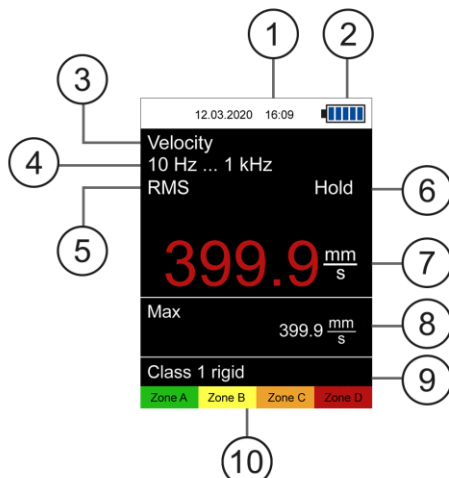 1
2
3
12.03.2020 16:09
Velocity
4
10 Hz ... 1 kHz
RMS Hold
5
6
399.9 mm/s
7
Max
399.9 mm/s
8
Class 1 rigid
9
Zone A Zone B Zone C Zone D
10